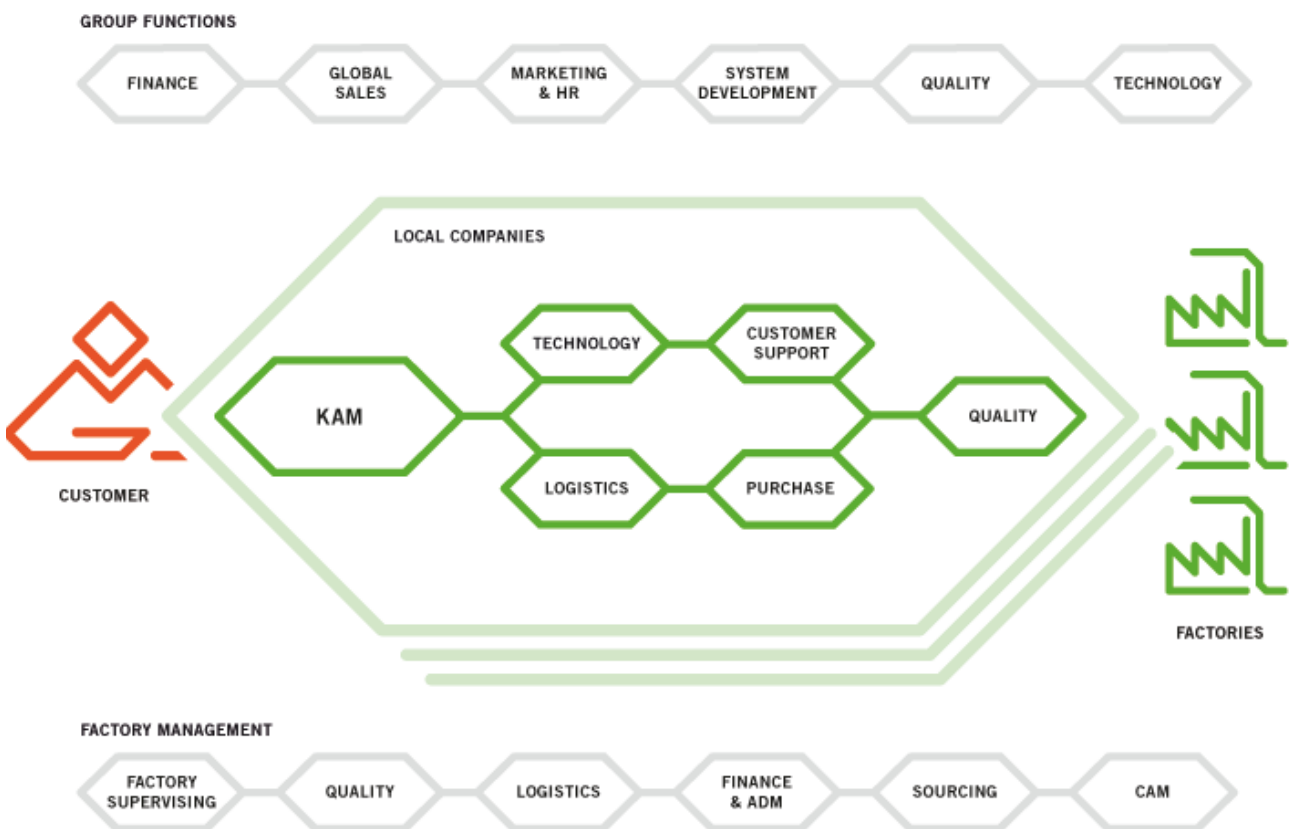 GROUP FUNCTIONS
FINANCE
GLOBAL
SALES
MARKETING
& HR
SYSTEM
DEVELOPMENT
QUALITY
TECHNOLOGY
LOCAL COMPANIES
CUSTOMER
KAM
TECHNOLOGY
CUSTOMER
SUPPORT
LOGISTICS
PURCHASE
QUALITY
FACTORIES
FACTORY MANAGEMENT
FACTORY
SUPERVISING
QUALITY
LOGISTICS
FINANCE
& ADM
SOURCING
CAM